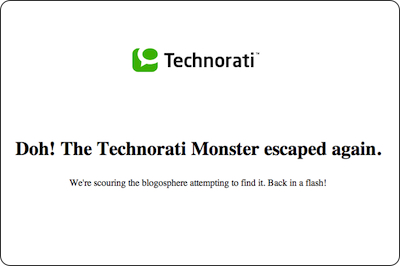 Technorati™
Doh! The Technorati Monster escaped again.
We're scouring the blogosphere attempting to find it. Back in a flash!